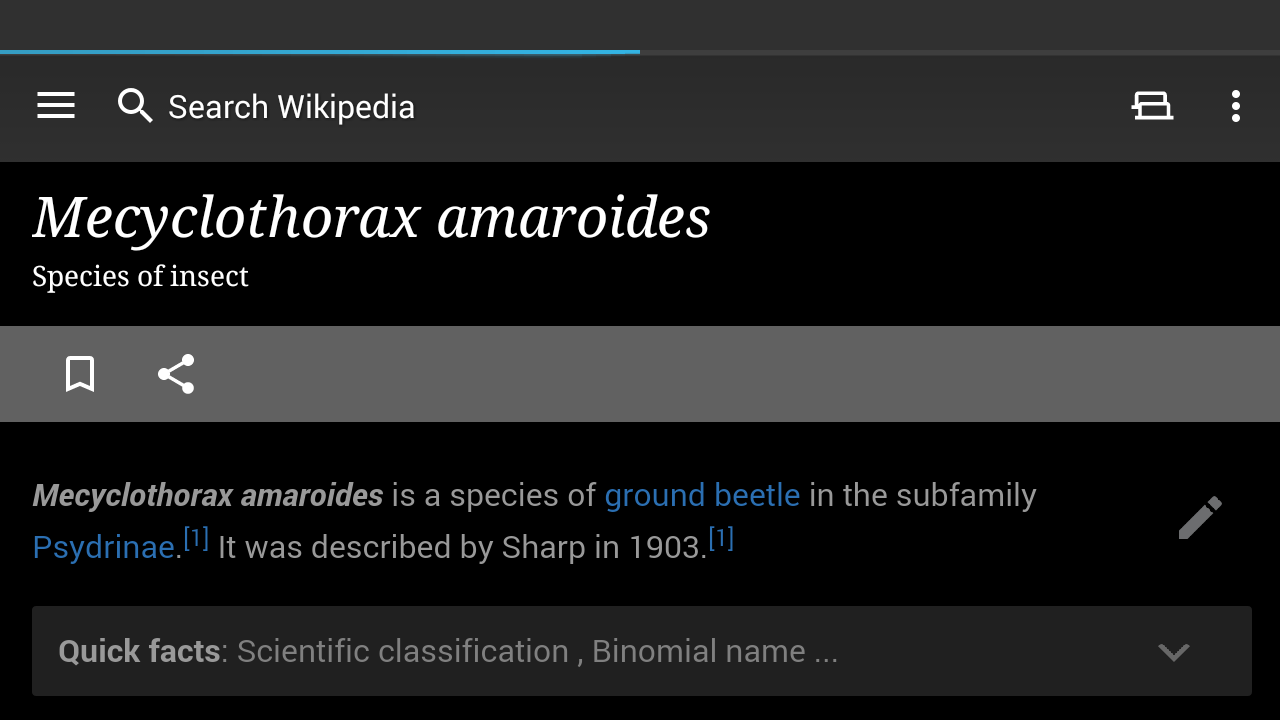 Search Wikipedia
Mecyclothorax amaroides
Species of insect
Mecyclothorax amaroides is a species of ground beetle in the subfamily
Psydrinae.[1] It was described by Sharp in 1903.[1]
Quick facts: Scientific classification , Binomial name ...